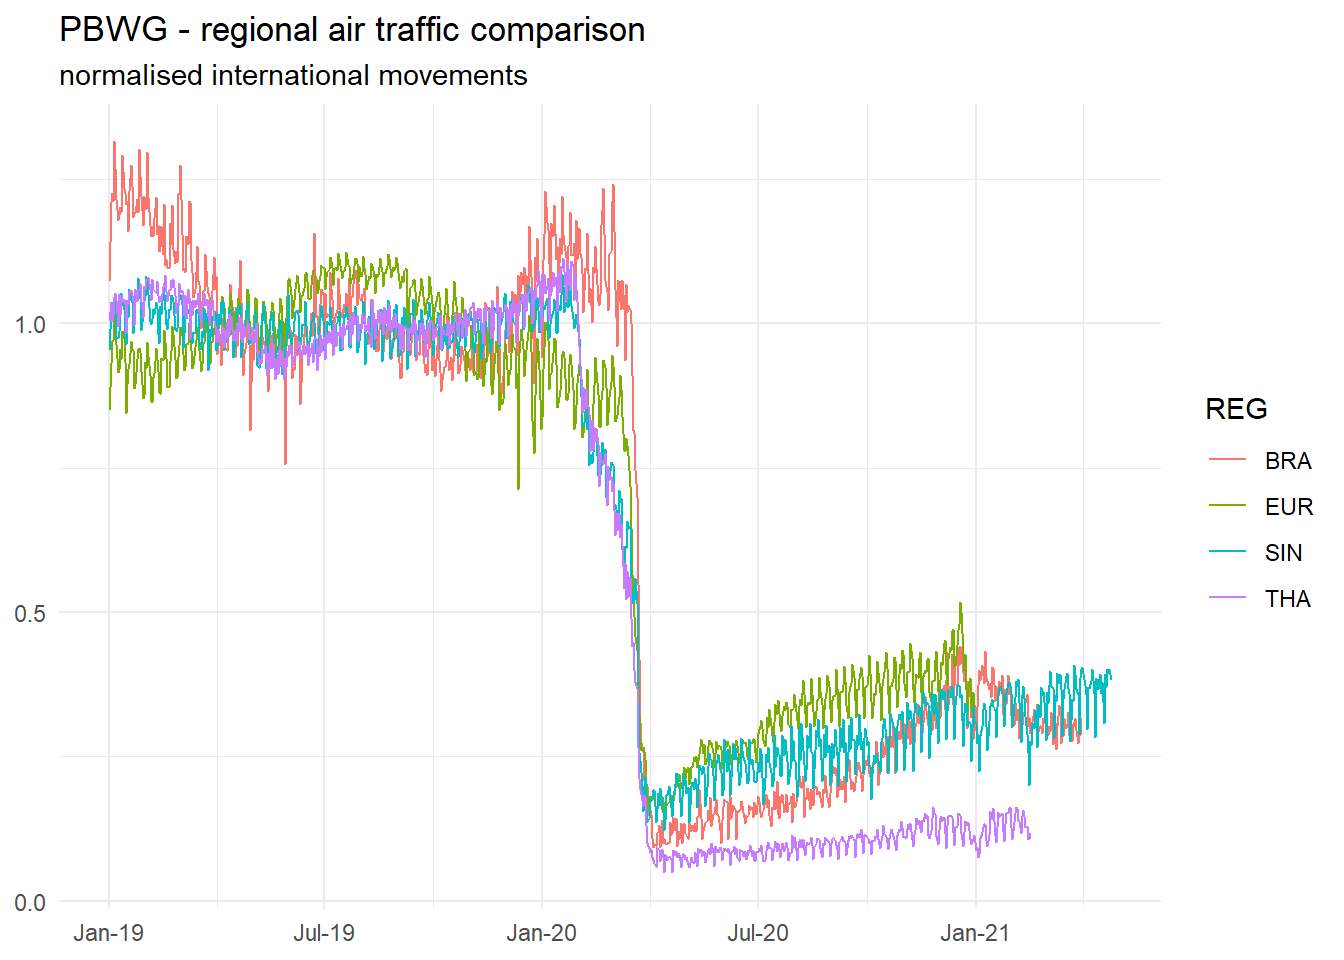 PBWG - regional air traffic comparison
normalised international movements
1.0
0.5
0.0
Jan-19
Jul-19
Jan-20
Jul-20
Jan-21
REG
BRA
EUR
SIN
THA